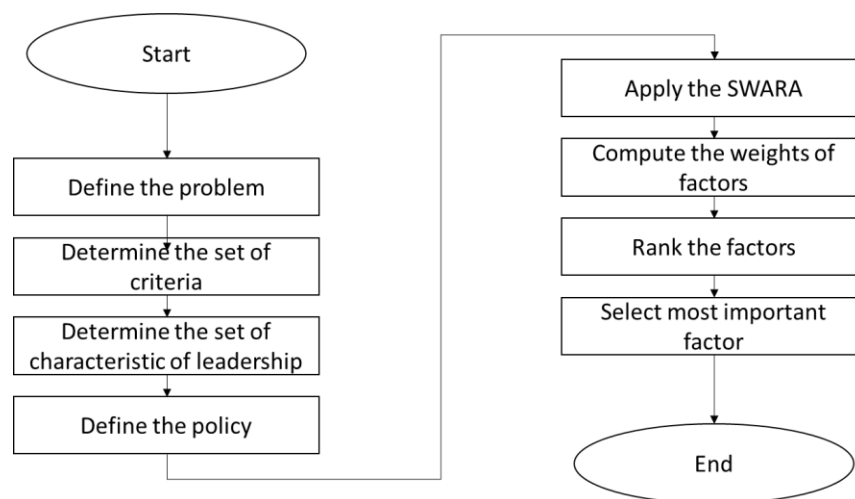 Start
Define the problem
Determine the set of
criteria
Determine the set of
characteristic of leadership
Define the policy
Apply the SWARA
Compute the weights of
factors
Rank the factors
Select most important
factor
End